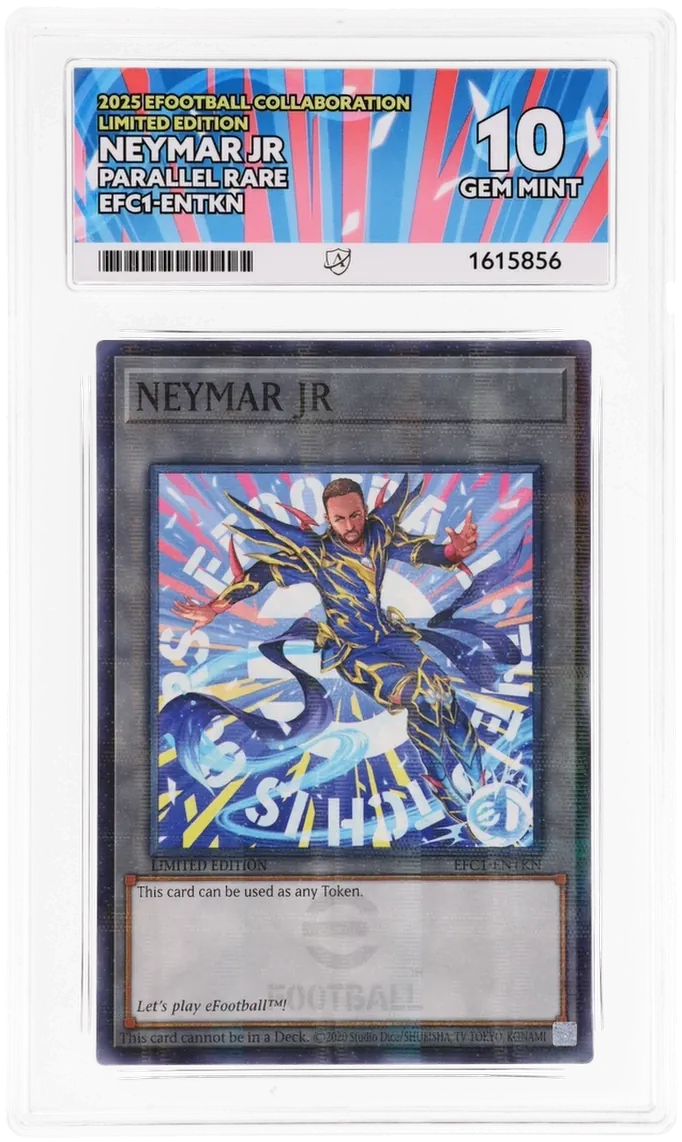 2025 EFOOTBALL COLLABORATION
LIMITED EDITION
NEYMAR JR
PARALLEL RARE
EFC1-ENTKN
10
GEM MINT
1615856
NEYMAR JR
LIMITED EDITION
EFC1-ENTKN
This card can be used as any Token.
FOOTBALL
Let's play eFootball™!
This card cannot be in a Deck. ©2020 Studio Dice/SHUEISHA, TV TOKYO, KONAMI